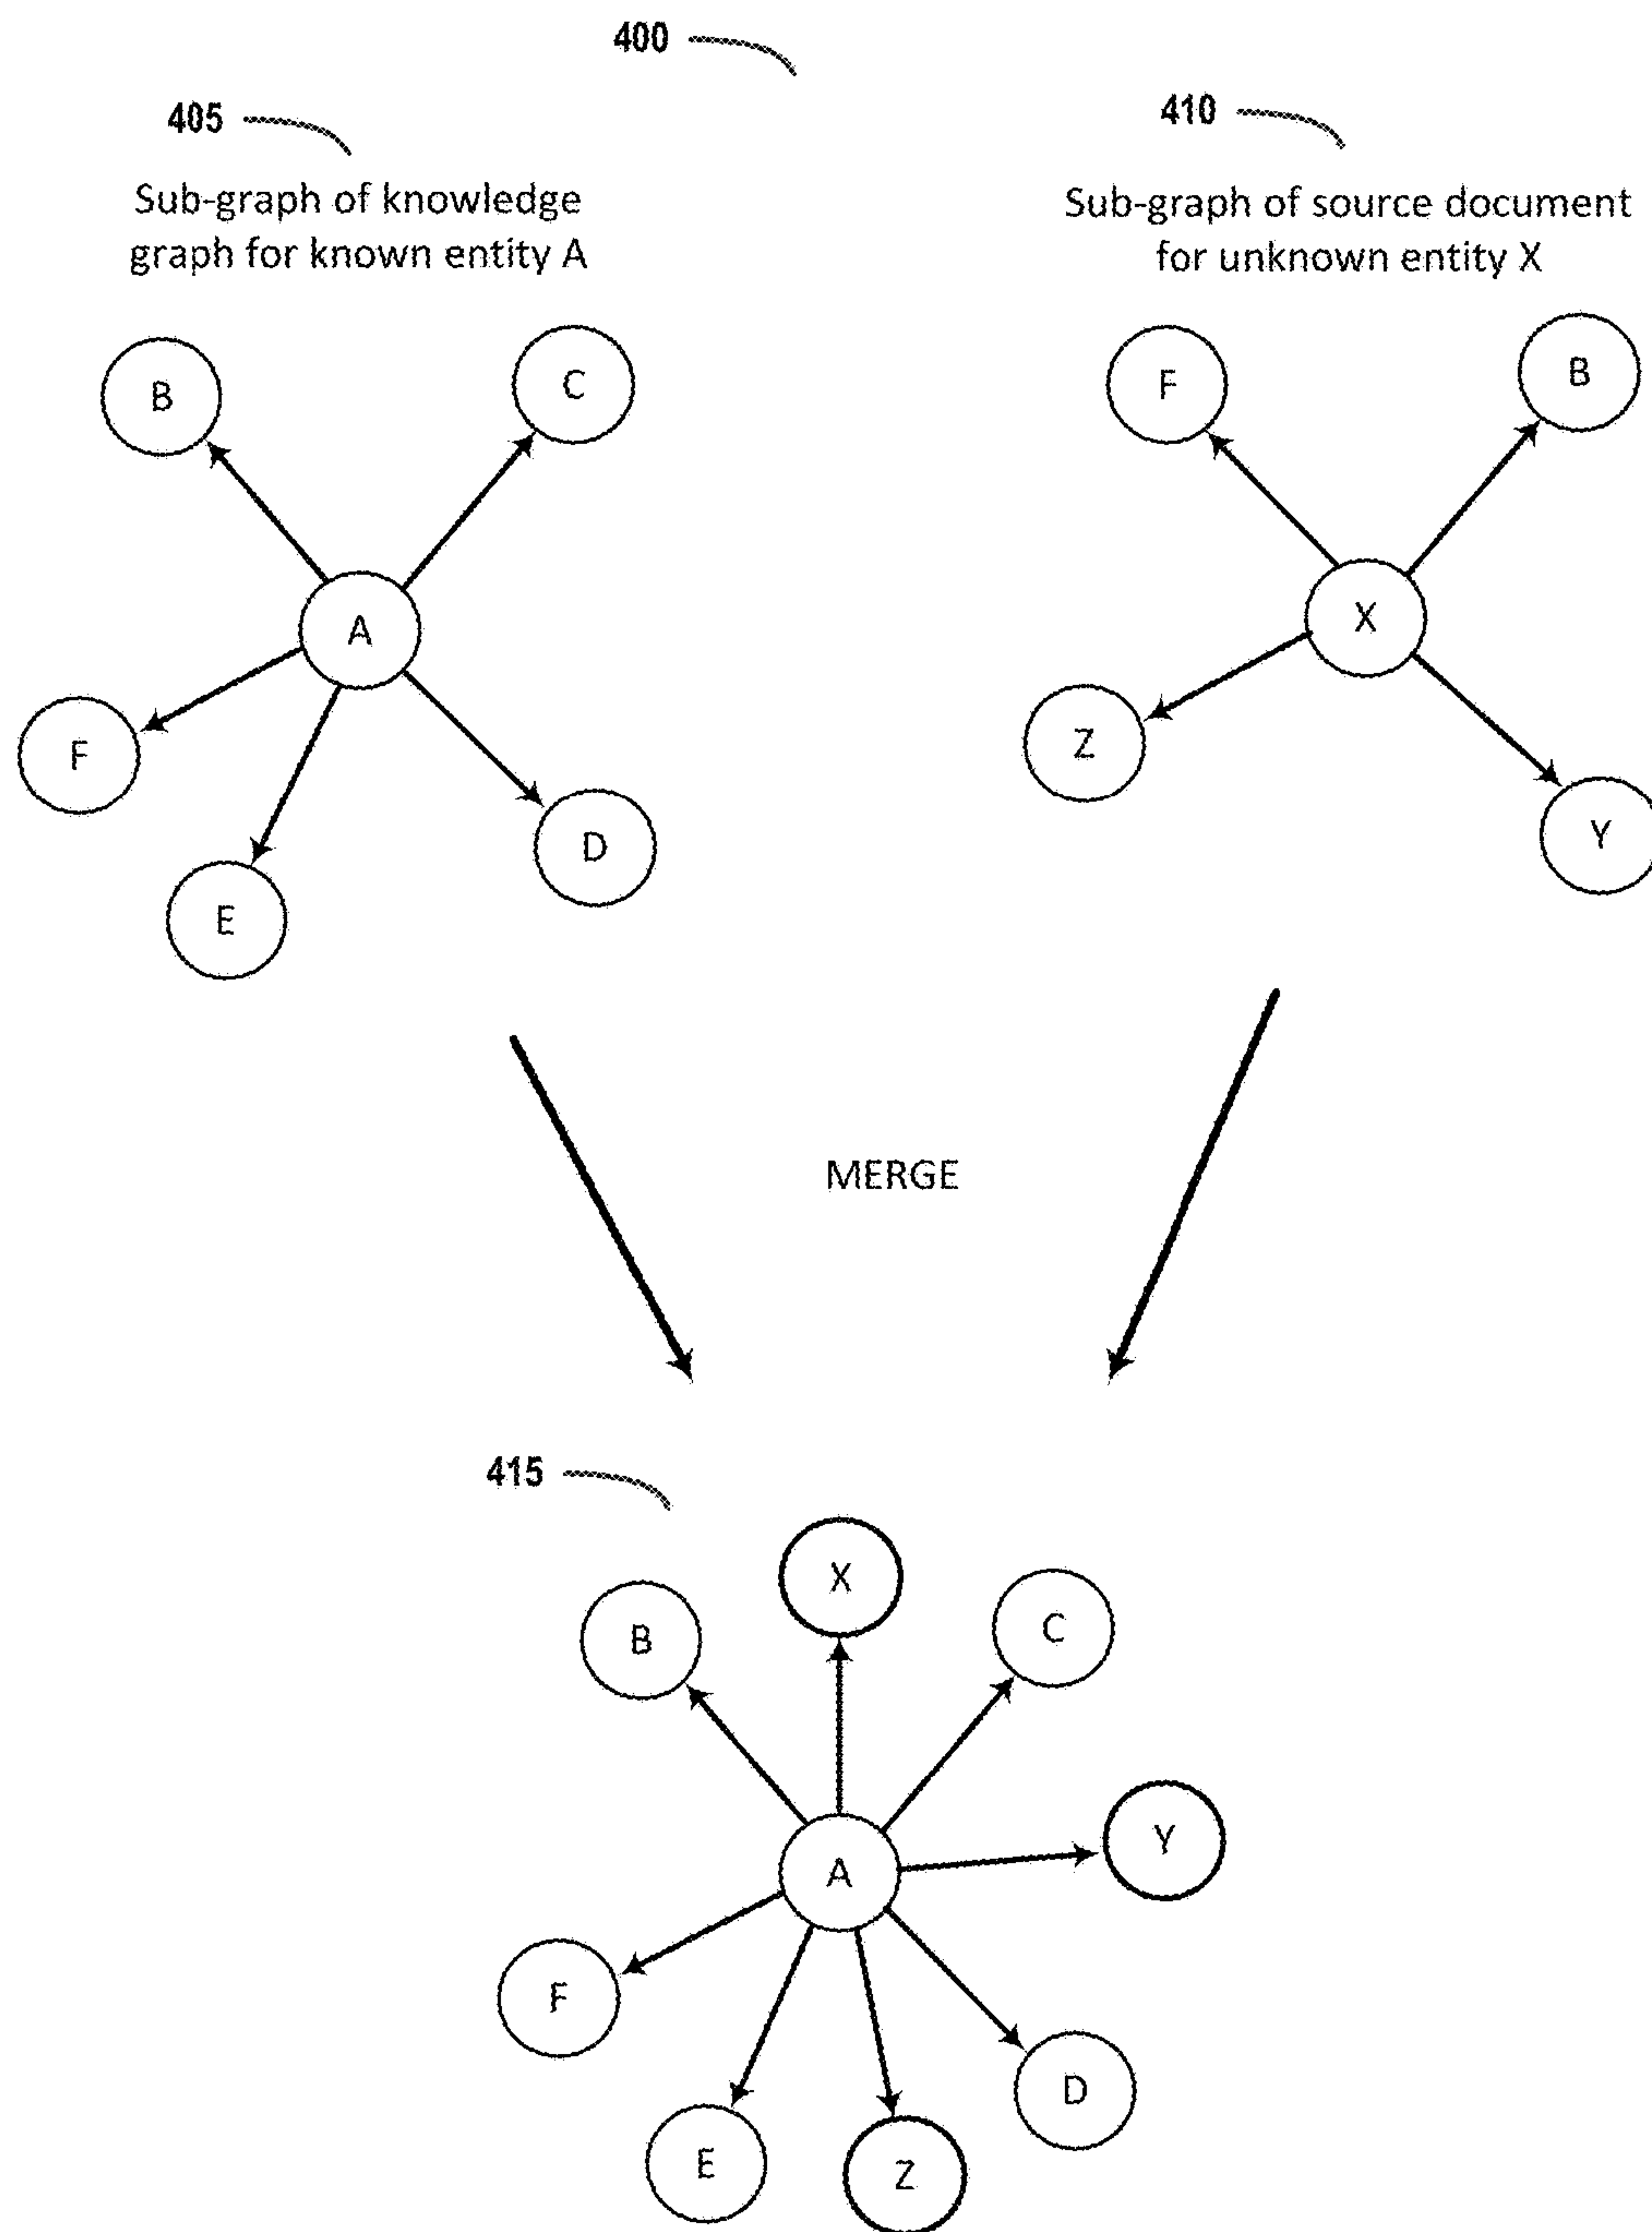 400
405
410
Sub-graph of knowledge
graph for known entity A
Sub-graph of source document
for unknown entity X
B
C
A
F
E
D
F
B
X
Z
Y
MERGE
415
X
B
C
Y
A
F
E
Z
D